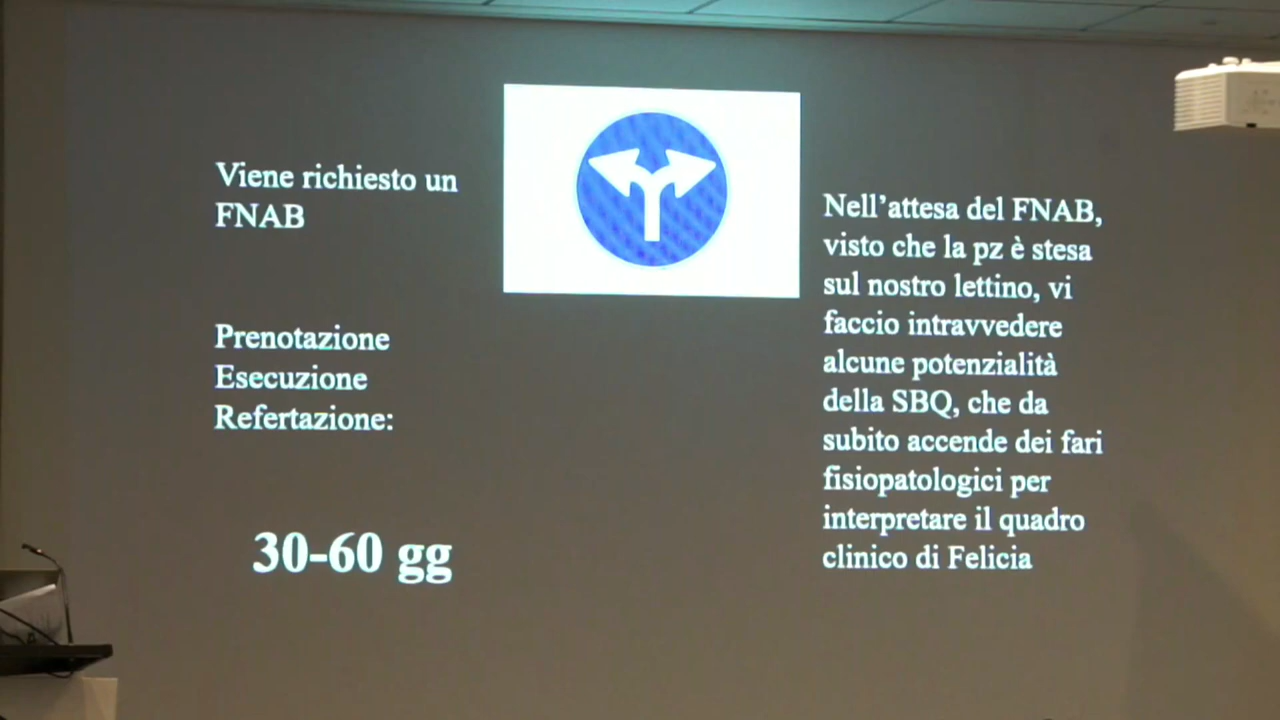 Viene richiesto un
FNAB
Prenotazione
Esecuzione
Refertazione:
30-60 gg
Nell’attesa del FNAB,
visto che la pz è stesa
sul nostro lettino, vi
faccio intravvedere
alcune potenzialità
della SBQ, che da
subito accende dei fari
fisiopatologici per
interpretare il quadro
clinico di Felicia